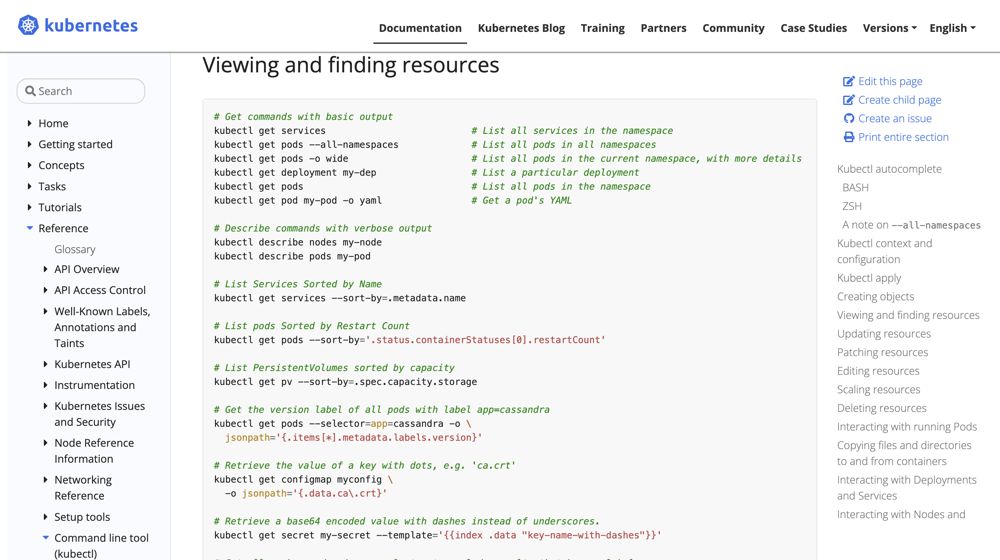 kubernetes
Documentation
Kubernetes Blog
Training
Partners
Community
Case Studies
Versions
English
Search
Home
Getting started
Concepts
Tasks
Tutorials
Reference
Glossary
API Overview
API Access Control
Well-Known Labels,
Annotations and
Taints
Kubernetes API
Instrumentation
Kubernetes Issues
and Security
Node Reference
Information
Networking
Reference
Setup tools
Command line tool
(kubectl)
Viewing and finding resources
# Get commands with basic output
kubectl get services                          # List all services in the namespace
kubectl get pods --all-namespaces             # List all pods in all namespaces
kubectl get pods -o wide                      # List all pods in the current namespace, with more details
kubectl get deployment my-dep                 # List a particular deployment
kubectl get pods                              # List all pods in the namespace
kubectl get pod my-pod -o yaml                # Get a pod's YAML
# Describe commands with verbose output
kubectl describe nodes my-node
kubectl describe pods my-pod
# List Services Sorted by Name
kubectl get services --sort-by=.metadata.name
# List pods Sorted by Restart Count
kubectl get pods --sort-by='.status.containerStatuses[0].restartCount'
# List PersistentVolumes sorted by capacity
kubectl get pv --sort-by=.spec.capacity.storage
# Get the version label of all pods with label app=cassandra
kubectl get pods --selector=app=cassandra -o \
  jsonpath='{.items[*].metadata.labels.version}'
# Retrieve the value of a key with dots, e.g. 'ca.crt'
kubectl get configmap myconfig \
  -o jsonpath='{.data.ca\.crt}'
# Retrieve a base64 encoded value with dashes instead of underscores.
kubectl get secret my-secret --template='{{index .data "key-name-with-dashes"}}'
Edit this page
Create child page
Create an issue
Print entire section
Kubectl autocomplete
BASH
ZSH
A note on --all-namespaces
Kubectl context and
configuration
Kubectl apply
Creating objects
Viewing and finding resources
Updating resources
Patching resources
Editing resources
Scaling resources
Deleting resources
Interacting with running Pods
Copying files and directories
to and from containers
Interacting with Deployments
and Services
Interacting with Nodes and